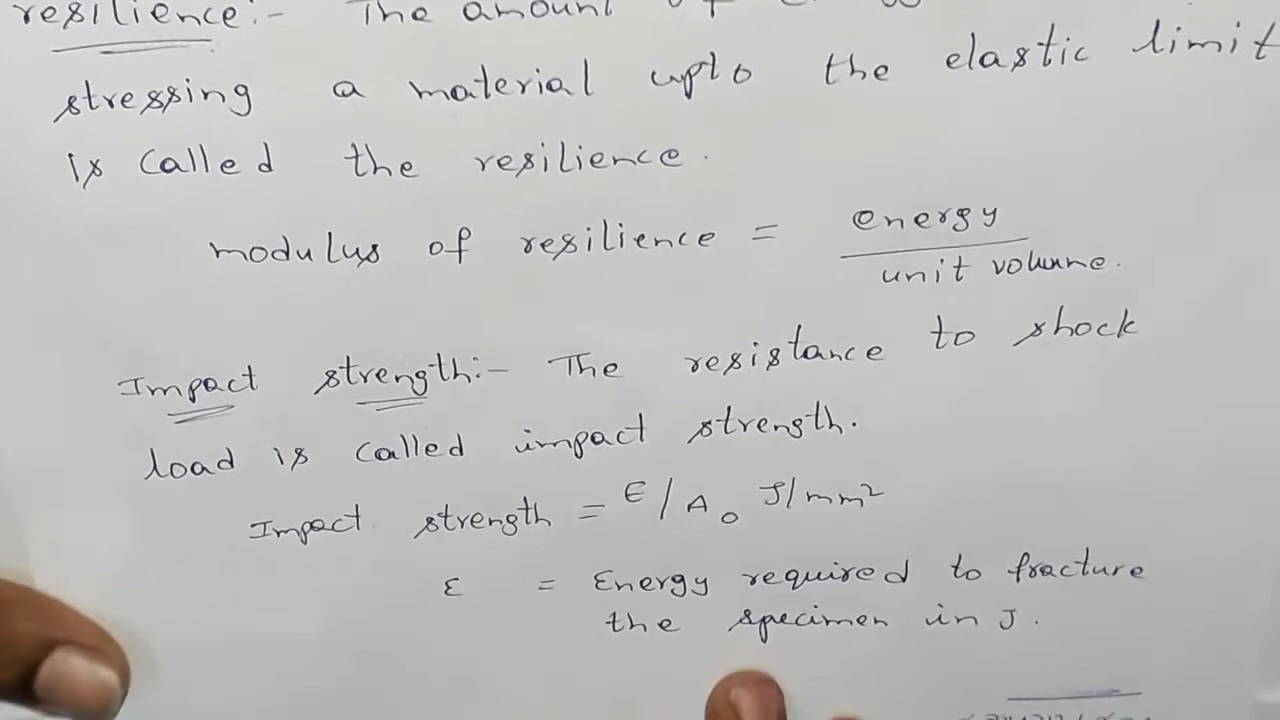 resilience:- The amount of
stressing a material upto the elastic limit
is called the resilience.
modulus of resilience = energy
unit volume.
Impact strength:- The resistance to shock
load is called impact strength.
Impact strength = E/A₀ J/mm²
ε = Energy required to fracture
the specimen in J.